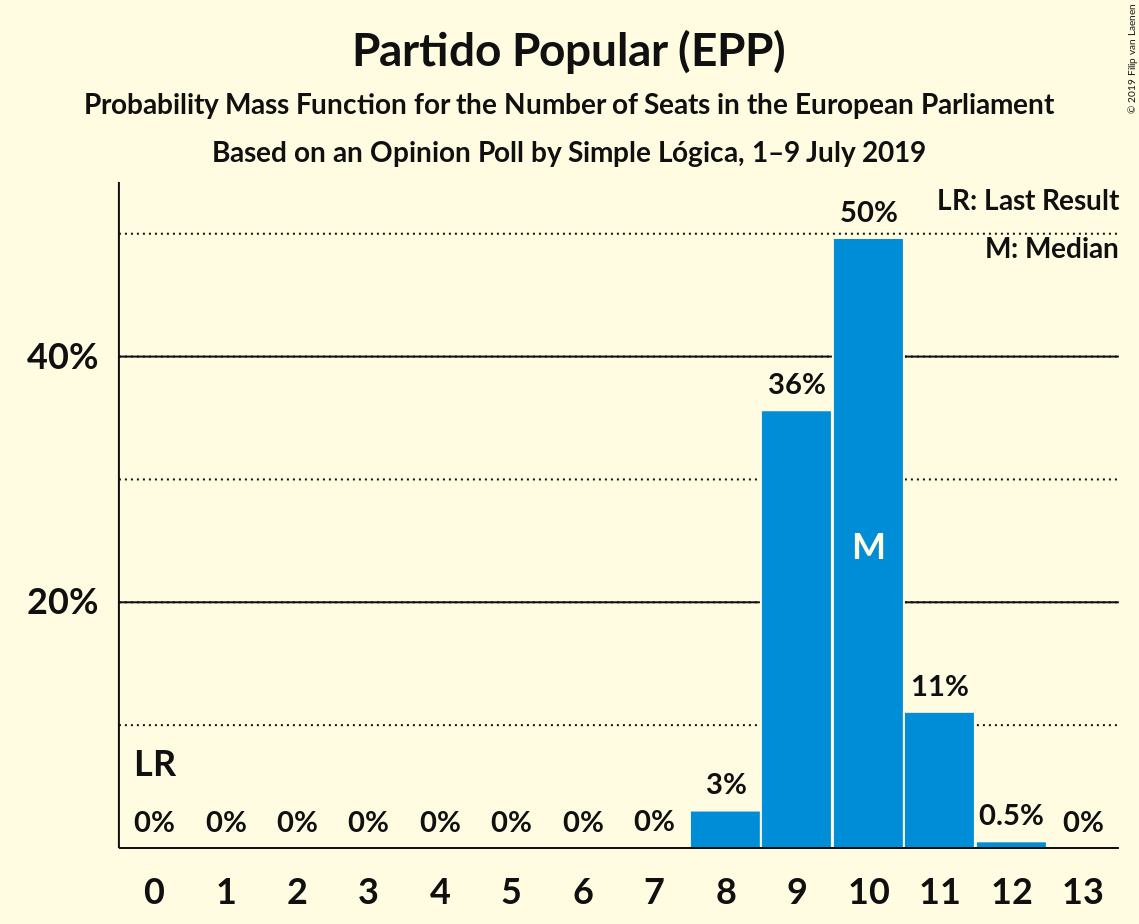 Partido Popular (EPP)
Probability Mass Function for the Number of Seats in the European Parliament
Based on an Opinion Poll by Simple Lógica, 1–9 July 2019
© 2019 Filip van Laenen
LR: Last Result
M: Median
50%
40%
36%
M
20%
11%
LR
3%
0% 0% 0% 0% 0% 0% 0% 0% 0.5% 0%
0 1 2 3 4 5 6 7 8 9 10 11 12 13